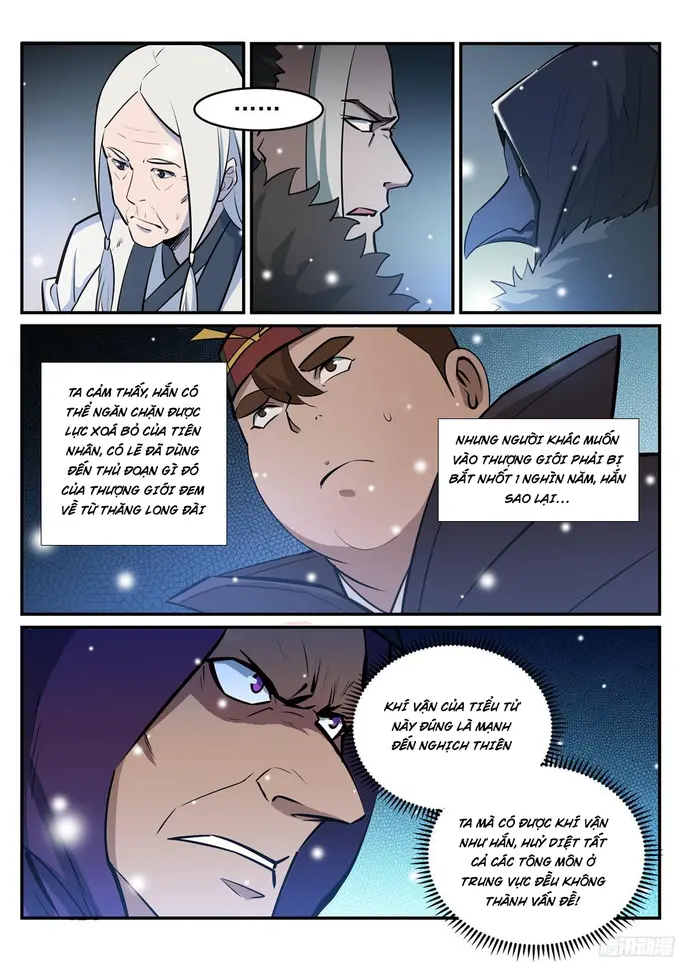 ......
TA CẢM THẤY, HẮN CÓ
THỂ NGĂN CHẶN ĐƯỢC
LỰC XOÁ BỎ CỦA TIÊN
NHÂN, CÓ LẼ ĐÃ DÙNG
ĐẾN THỦ ĐOẠN GÌ ĐÓ
CỦA THƯỢNG GIỚI ĐEM
VỀ TỪ THĂNG LONG ĐÀI
NHƯNG NGƯỜI KHÁC MUỐN
VÀO THƯỢNG GIỚI PHẢI BỊ
BẮT NHỐT 1 NGHÌN NĂM, HẮN
SAO LẠI...
KHÍ VẬN CỦA TIỂU TỬ
NÀY ĐÚNG LÀ MẠNH
ĐẾN NGHỊCH THIÊN
TA MÀ CÓ ĐƯỢC KHÍ VẬN
NHƯ HẮN, HUỶ DIỆT TẤT
CẢ CÁC TÔNG MÔN Ở
TRUNG VỰC ĐỀU KHÔNG
THÀNH VẤN ĐỀ!